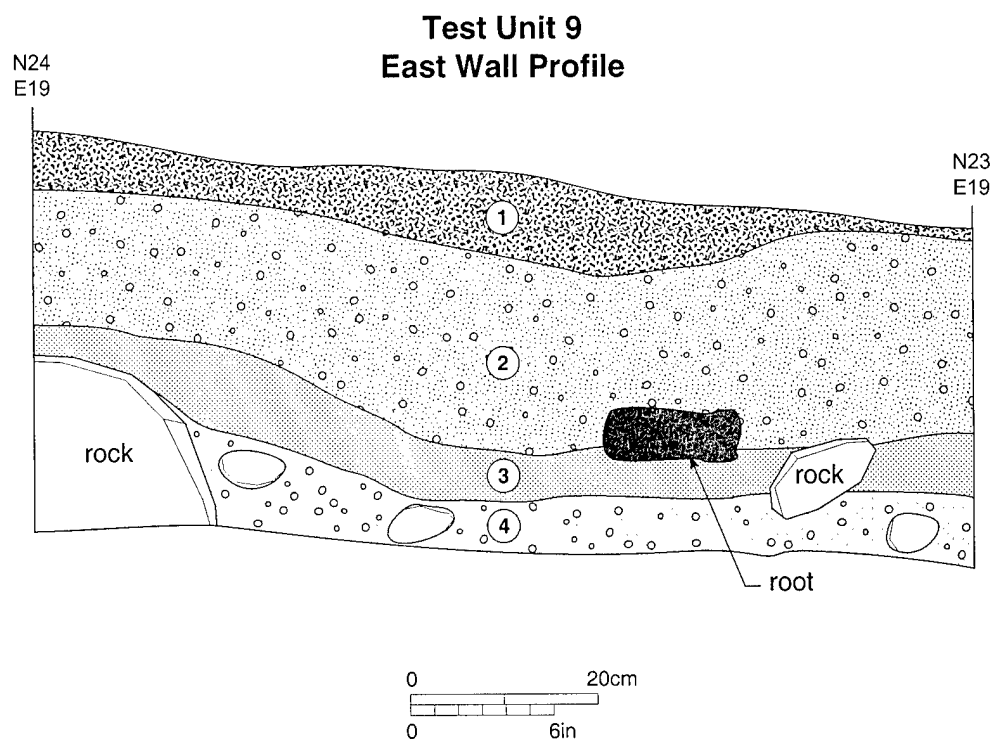 Test Unit 9
East Wall Profile
N24
E19
N23
E19
1
2
rock
3
rock
4
root
0 20cm
0 6in